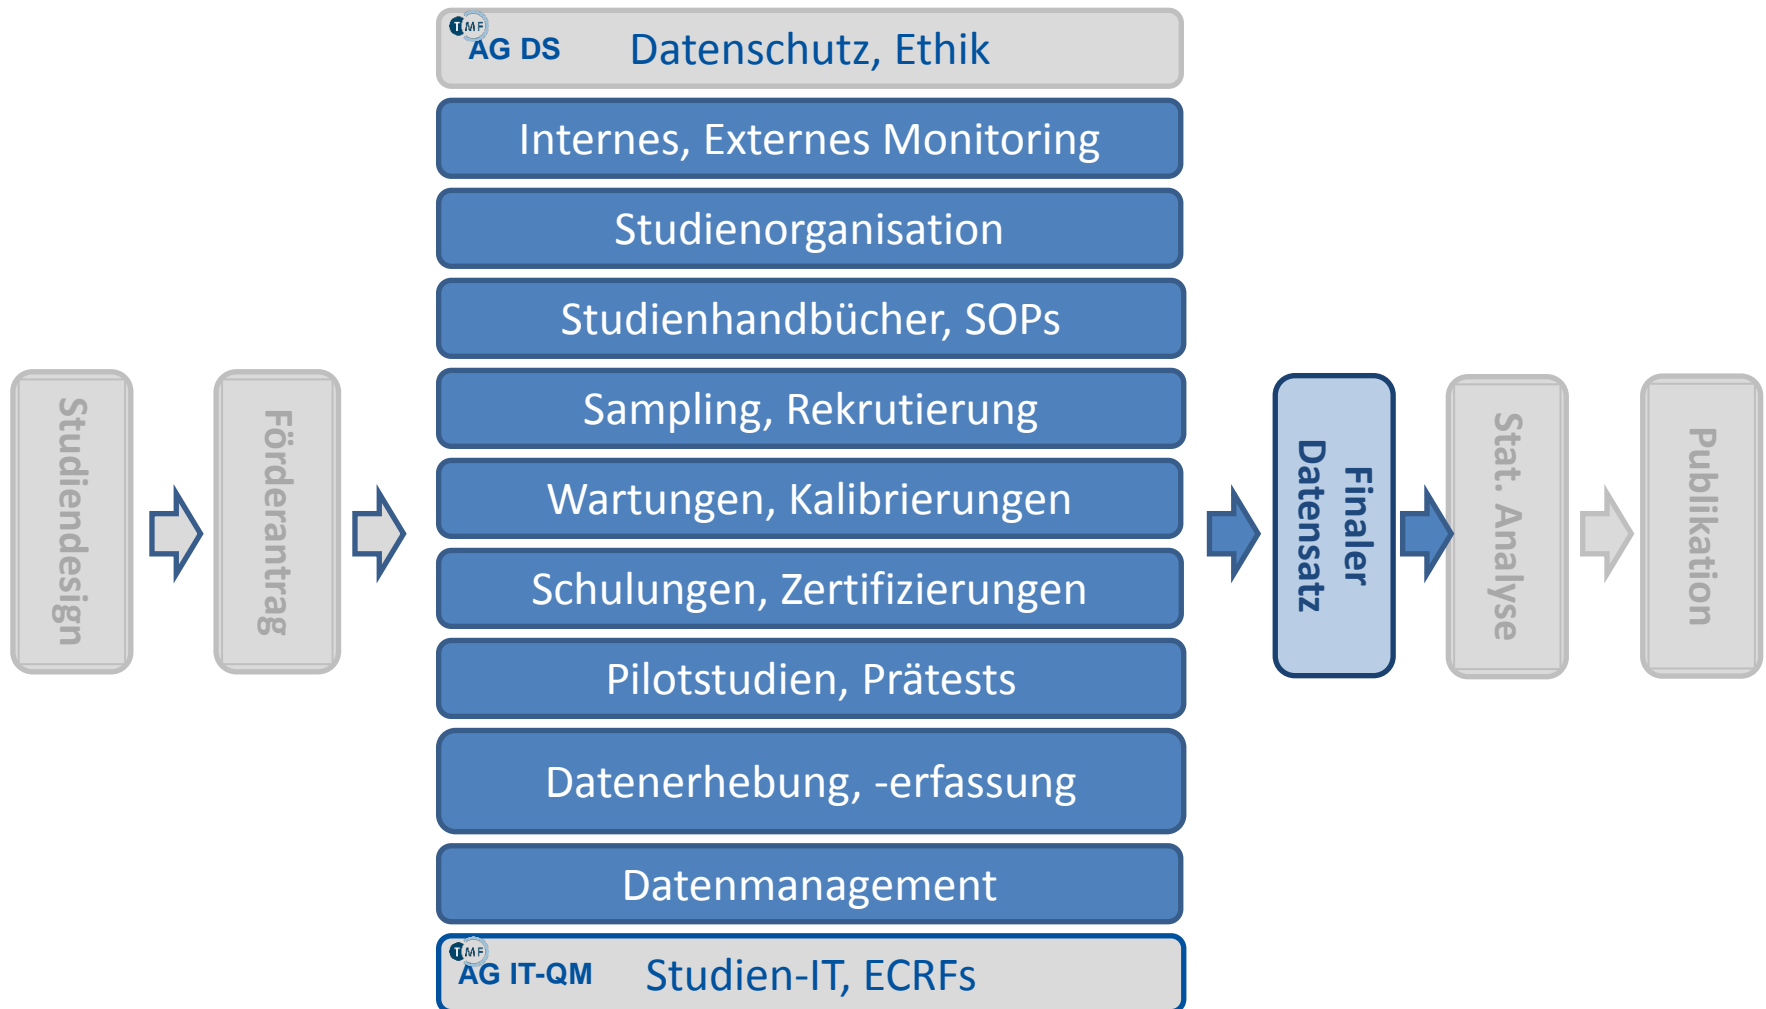 TMF
AG DS
Datenschutz, Ethik
Internes, Externes Monitoring
Studienorganisation
Studienhandbücher, SOPs
Sampling, Rekrutierung
Wartungen, Kalibrierungen
Schulungen, Zertifizierungen
Pilotstudien, Prätests
Datenerhebung, -erfassung
Datenmanagement
TMF
AG IT-QM
Studien-IT, ECRFs
Studiendesign
Förderantrag
Finaler
Datensatz
Stat. Analyse
Publikation